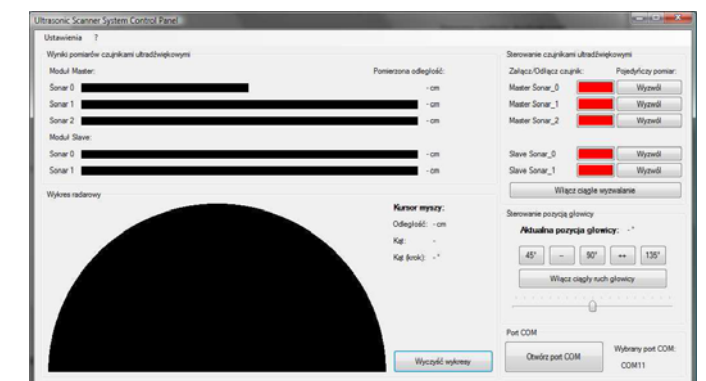 Ultrasonic Scanner System Control Panel
Ustawienia ?
Wyniki pomiarów czujnikami ultradźwiękowymi
Moduł Master: Pomierzona odległość:
Sonar 0 - cm
Sonar 1 - cm
Sonar 2 - cm
Moduł Slave:
Sonar 0 - cm
Sonar 1 - cm
Wykres radarowy
Kursor myszy:
Odległość: - cm
Kąt: -
Kąt (krok): - °
Wyczyść wykresy
Sterowanie czujnikami ultradźwiękowymi
Załącz/Odłącz czujnik: Pojedyńczy pomiar:
Master Sonar_0 Wyzwól
Master Sonar_1 Wyzwól
Master Sonar_2 Wyzwól
Slave Sonar_0 Wyzwól
Slave Sonar_1 Wyzwól
Włącz ciągłe wyzwalanie
Sterowanie pozycją głowicy
Aktualna pozycja głowicy: - °
45° -- 90° ↔ 135°
Włącz ciągły ruch głowicy
Port COM
Otwórz port COM
Wybrany port COM:
COM11